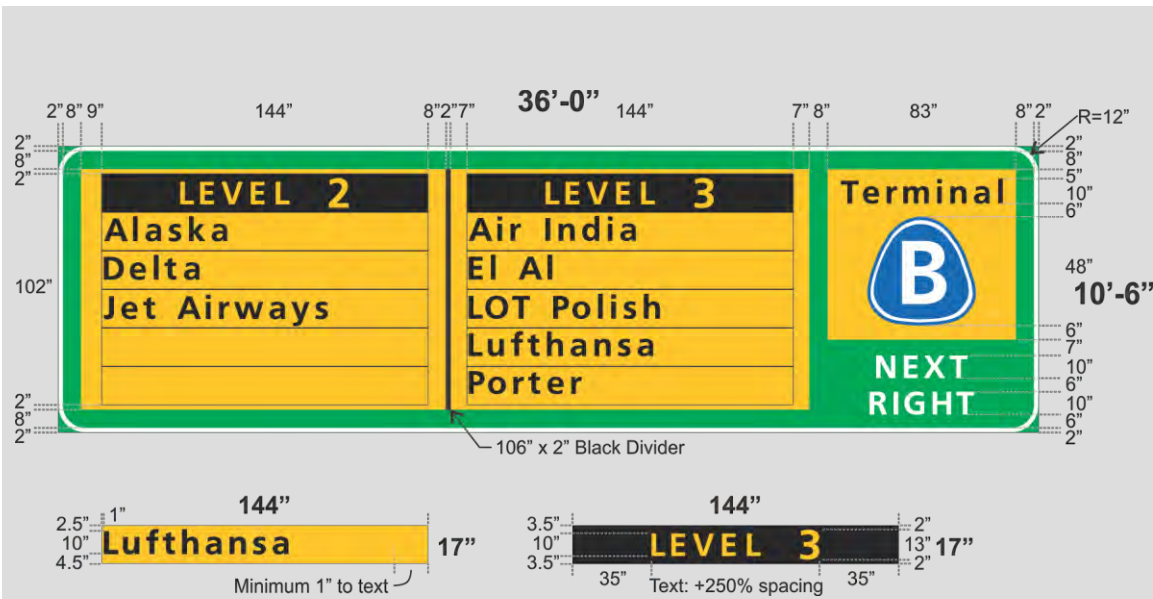 36’-0”
2” 8” 9” 144” 8” 2” 7” 144” 7” 8” 83” 8” 2”
R=12”
2”
8”
2”
102”
2”
8”
2”
LEVEL 2
Alaska
Delta
Jet Airways
LEVEL 3
Air India
El Al
LOT Polish
Lufthansa
Porter
Terminal
B
NEXT
RIGHT
2”
8”
5”
10”
6”
48”
10’-6”
6”
7”
10”
6”
10”
6”
2”
106” x 2” Black Divider
144”
1”
2.5”
10”
4.5”
Lufthansa
17”
Minimum 1” to text
144”
3.5”
10”
3.5”
LEVEL 3
2”
13”
2”
17”
35” Text: +250% spacing 35”